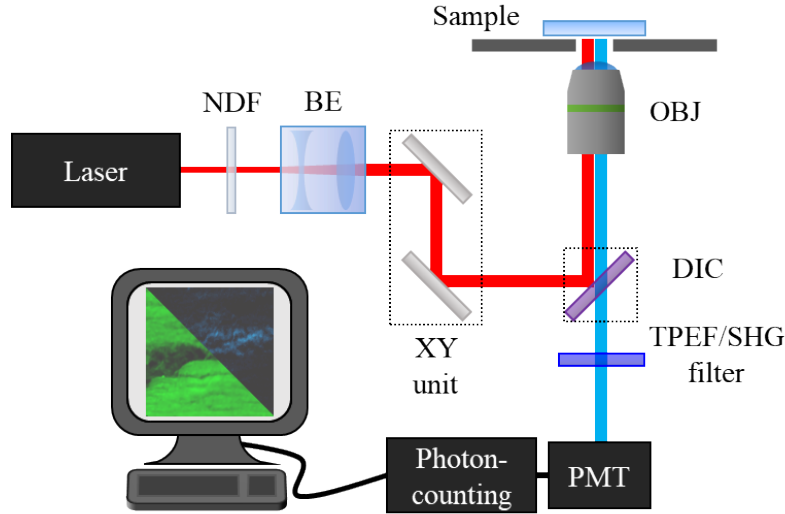 Sample
NDF
BE
OBJ
Laser
DIC
XY
unit
TPEF/SHG
filter
Photon-
counting
PMT